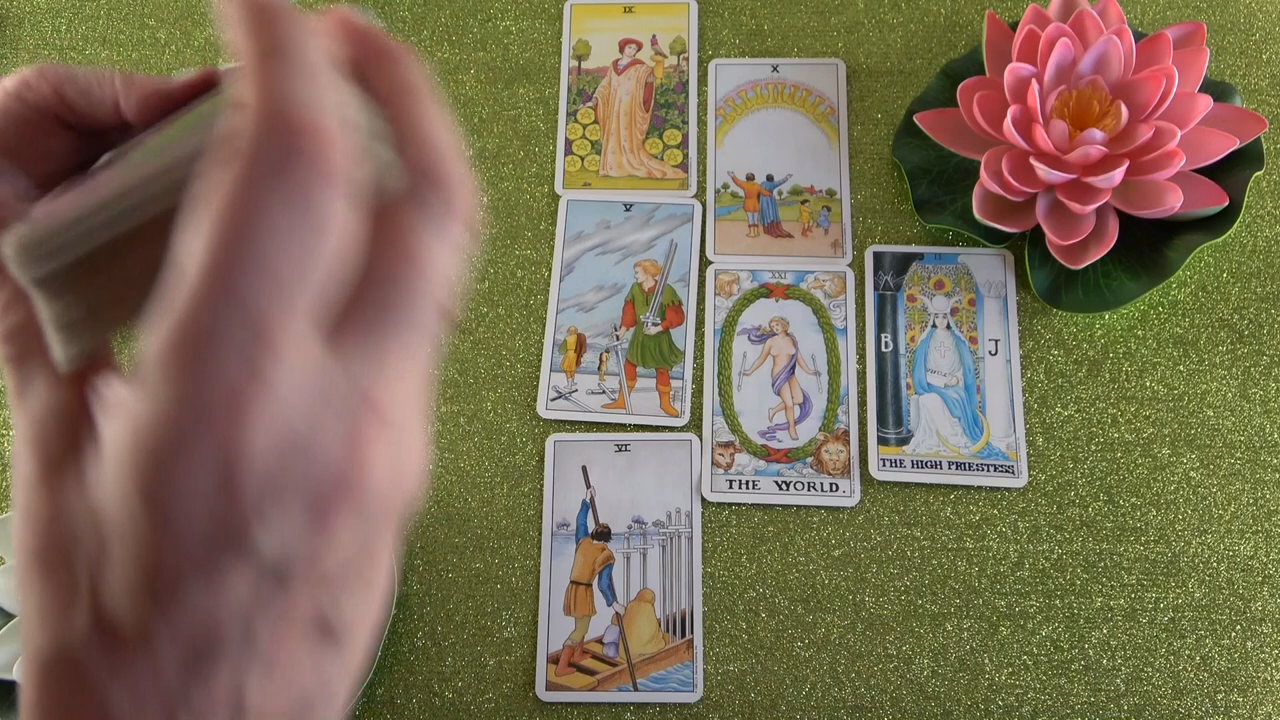 IX
X
V
XXI
II
B
J
THE HIGH PRIESTESS
VI
THE WORLD.